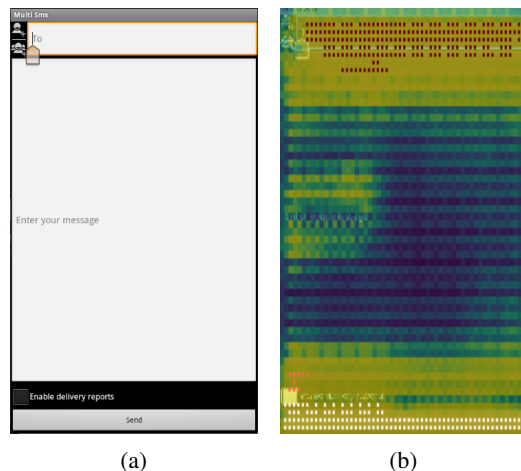 Multi Sms
To
Enter your message
Enable delivery reports
Send
(a)
(b)